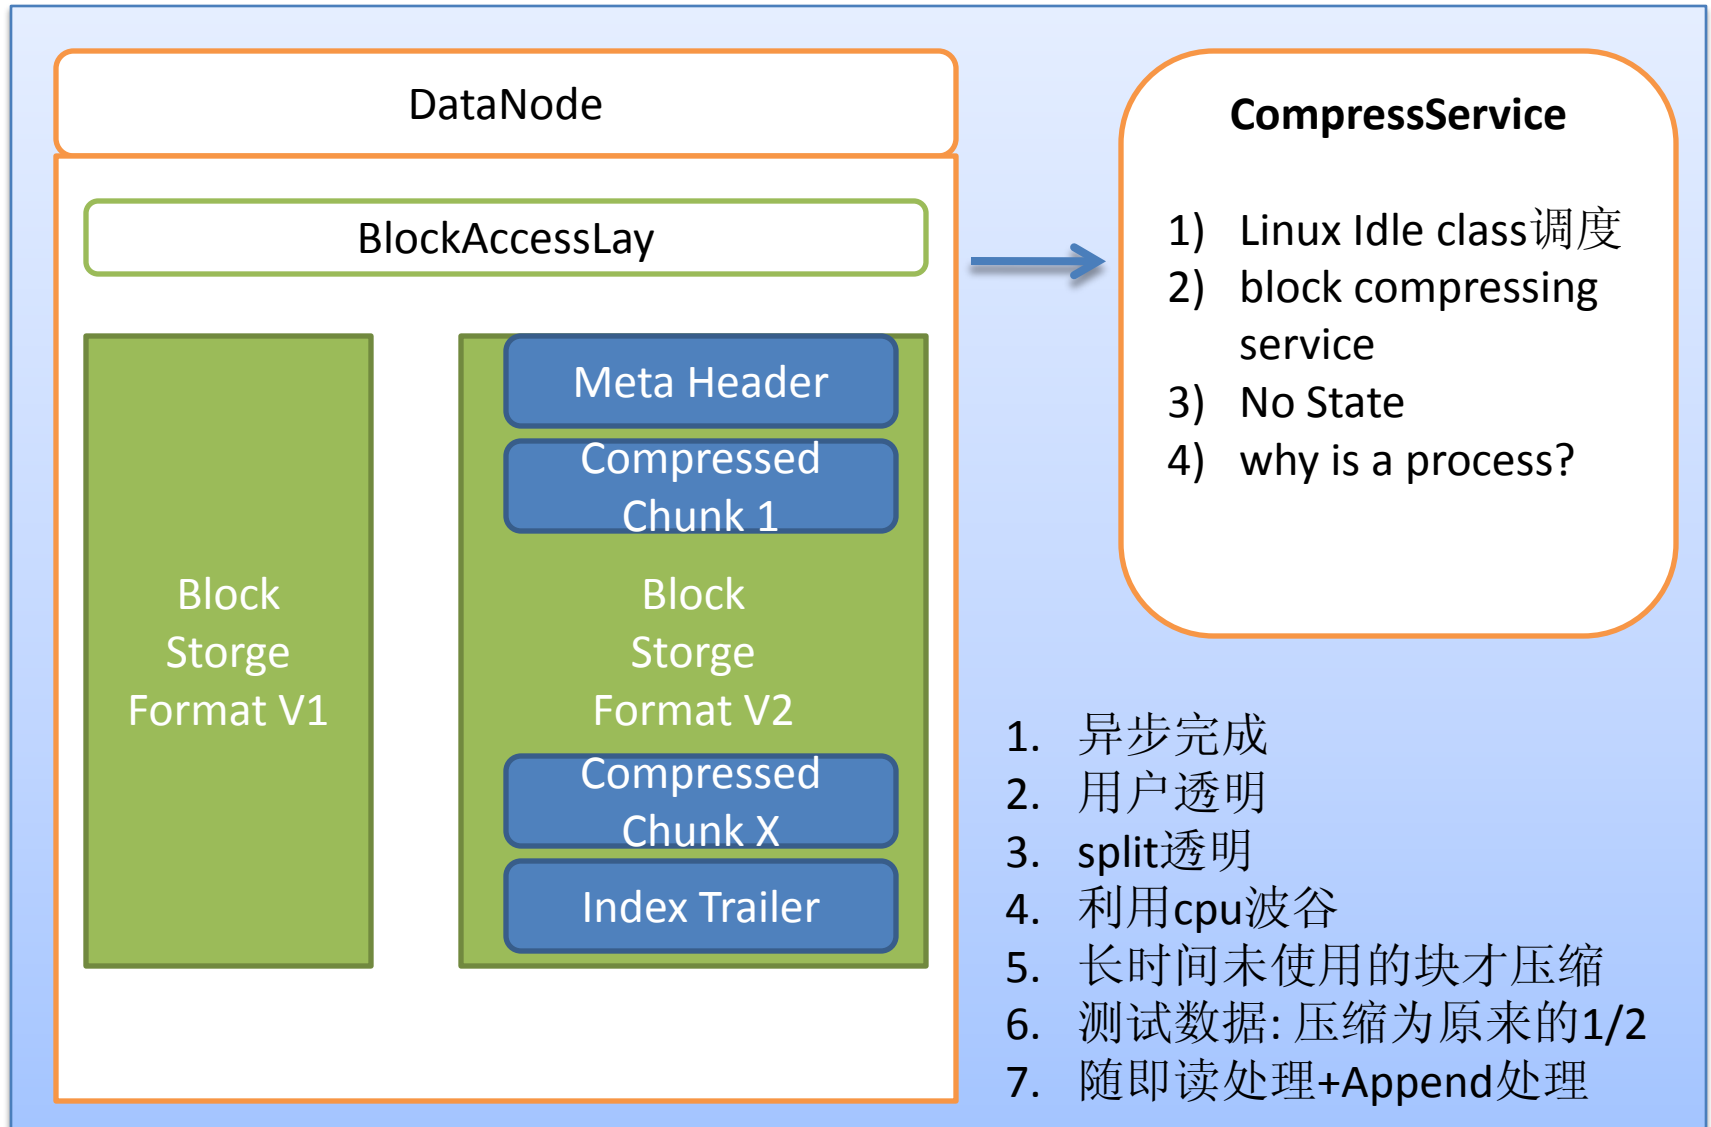 DataNode
BlockAccessLay
Block
Storge
Format V1
Meta Header
Compressed
Chunk 1
Block
Storge
Format V2
Compressed
Chunk X
Index Trailer
CompressService
1) Linux Idle class调度
2) block compressing
service
3) No State
4) why is a process?
1. 异步完成
2. 用户透明
3. split透明
4. 利用cpu波谷
5. 长时间未使用的块才压缩
6. 测试数据: 压缩为原来的1/2
7. 随即读处理+Append处理